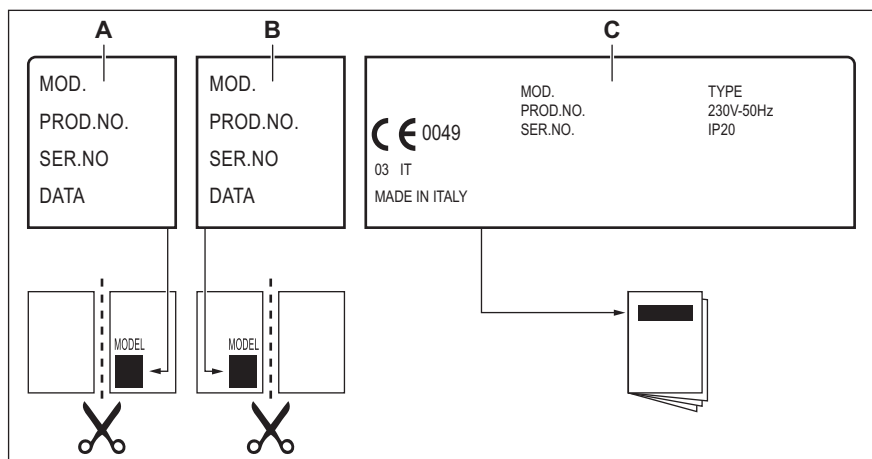 A
B
C
MOD.
PROD.NO.
SER.NO
DATA
MOD.
PROD.NO.
SER.NO
DATA
MOD. TYPE
PROD.NO. 230V-50Hz
SER.NO. IP20
CE 0049
03 IT
MADE IN ITALY
MODEL
MODEL